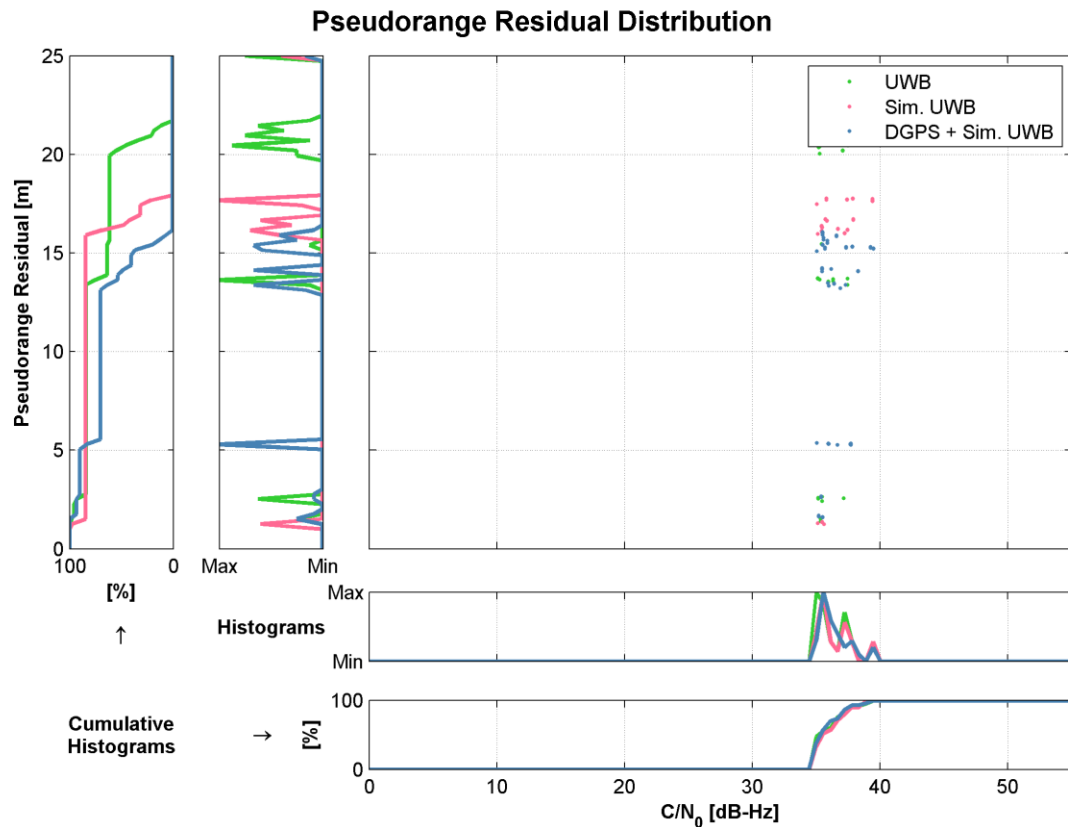 Pseudorange Residual Distribution
Pseudorange Residual [m]
25
20
15
10
5
0
100 0
[%]
↑
Max Min
UWB
Sim. UWB
DGPS + Sim. UWB
Histograms
Max
Min
Cumulative
Histograms
→
[%]
100
0
0 10 20 30 40 50
C/N0 [dB-Hz]